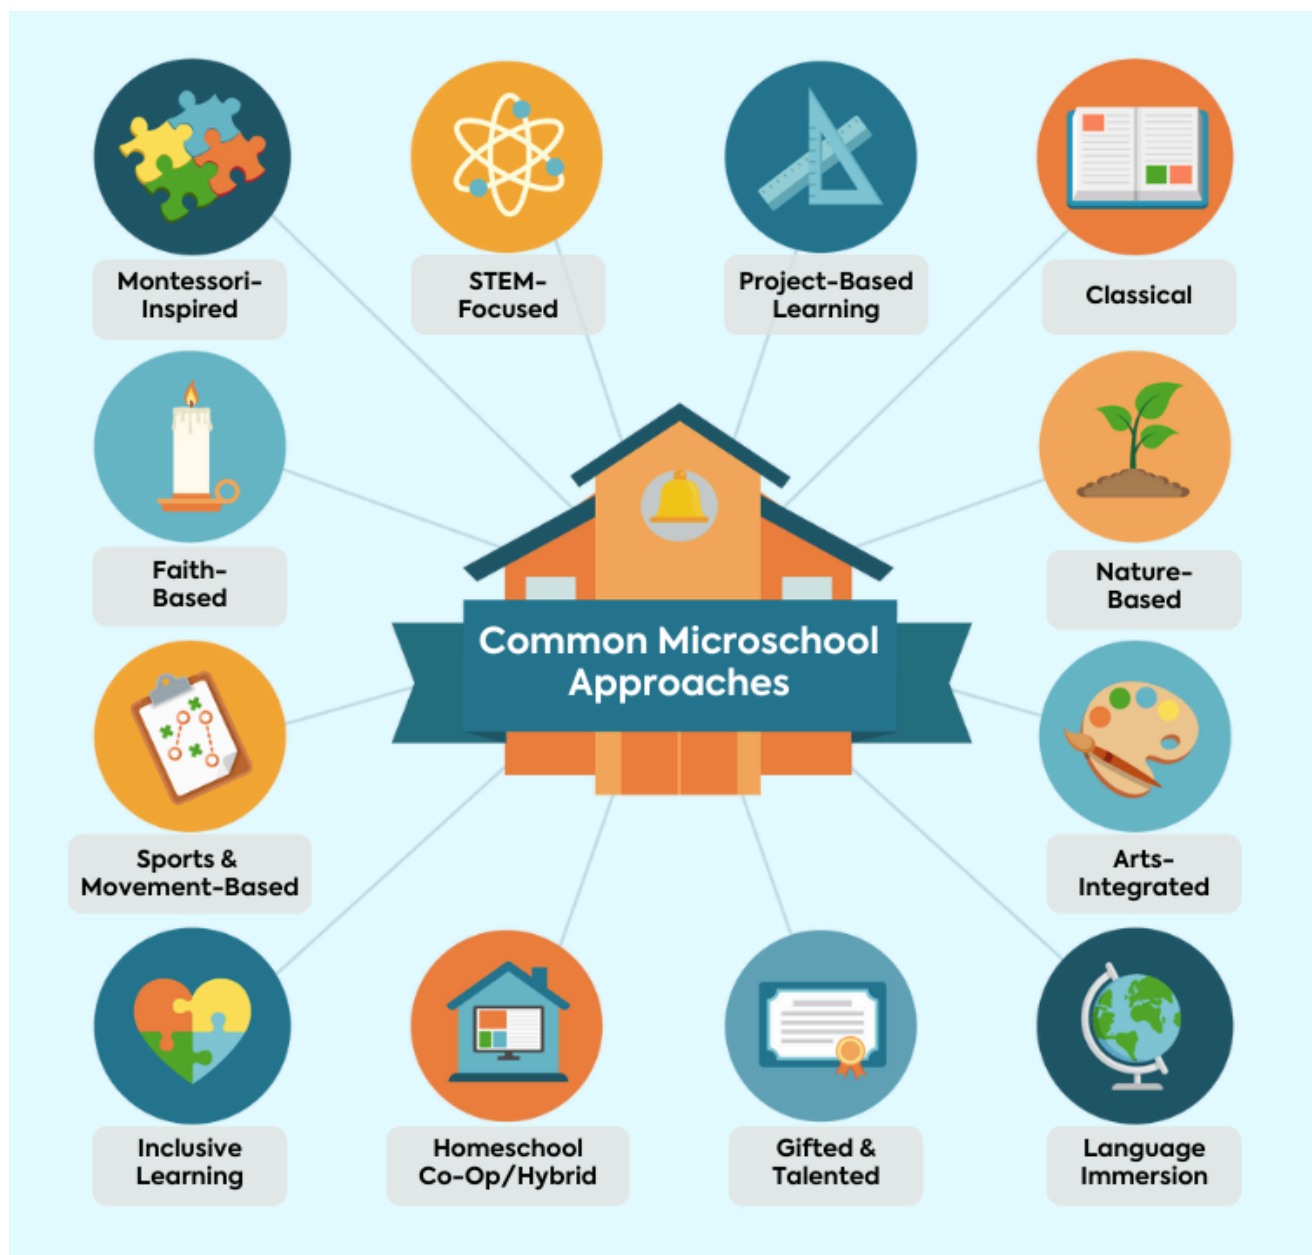 Montessori-
Inspired
STEM-
Focused
Project-Based
Learning
Classical
Faith-
Based
Nature-
Based
Common Microschool
Approaches
Sports &
Movement-Based
Arts-
Integrated
Inclusive
Learning
Homeschool
Co-Op/Hybrid
Gifted &
Talented
Language
Immersion